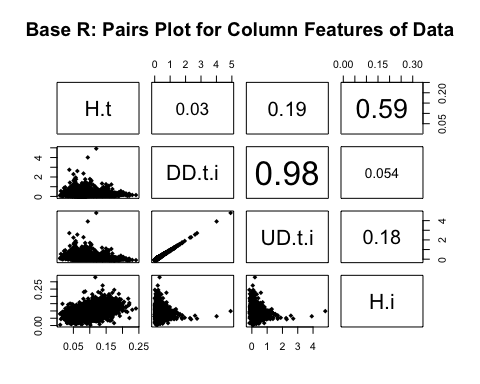 Base R: Pairs Plot for Column Features of Data
0 1 2 3 4 5
0.00 0.15 0.30
H.t
0.03
0.19
0.59
0.05 0.20
0 2 4
DD.t.i
0.98
0.054
UD.t.i
0.18
0 2 4
0.00 0.15 0.25
H.i
0.05 0.15 0.25
0 1 2 3 4